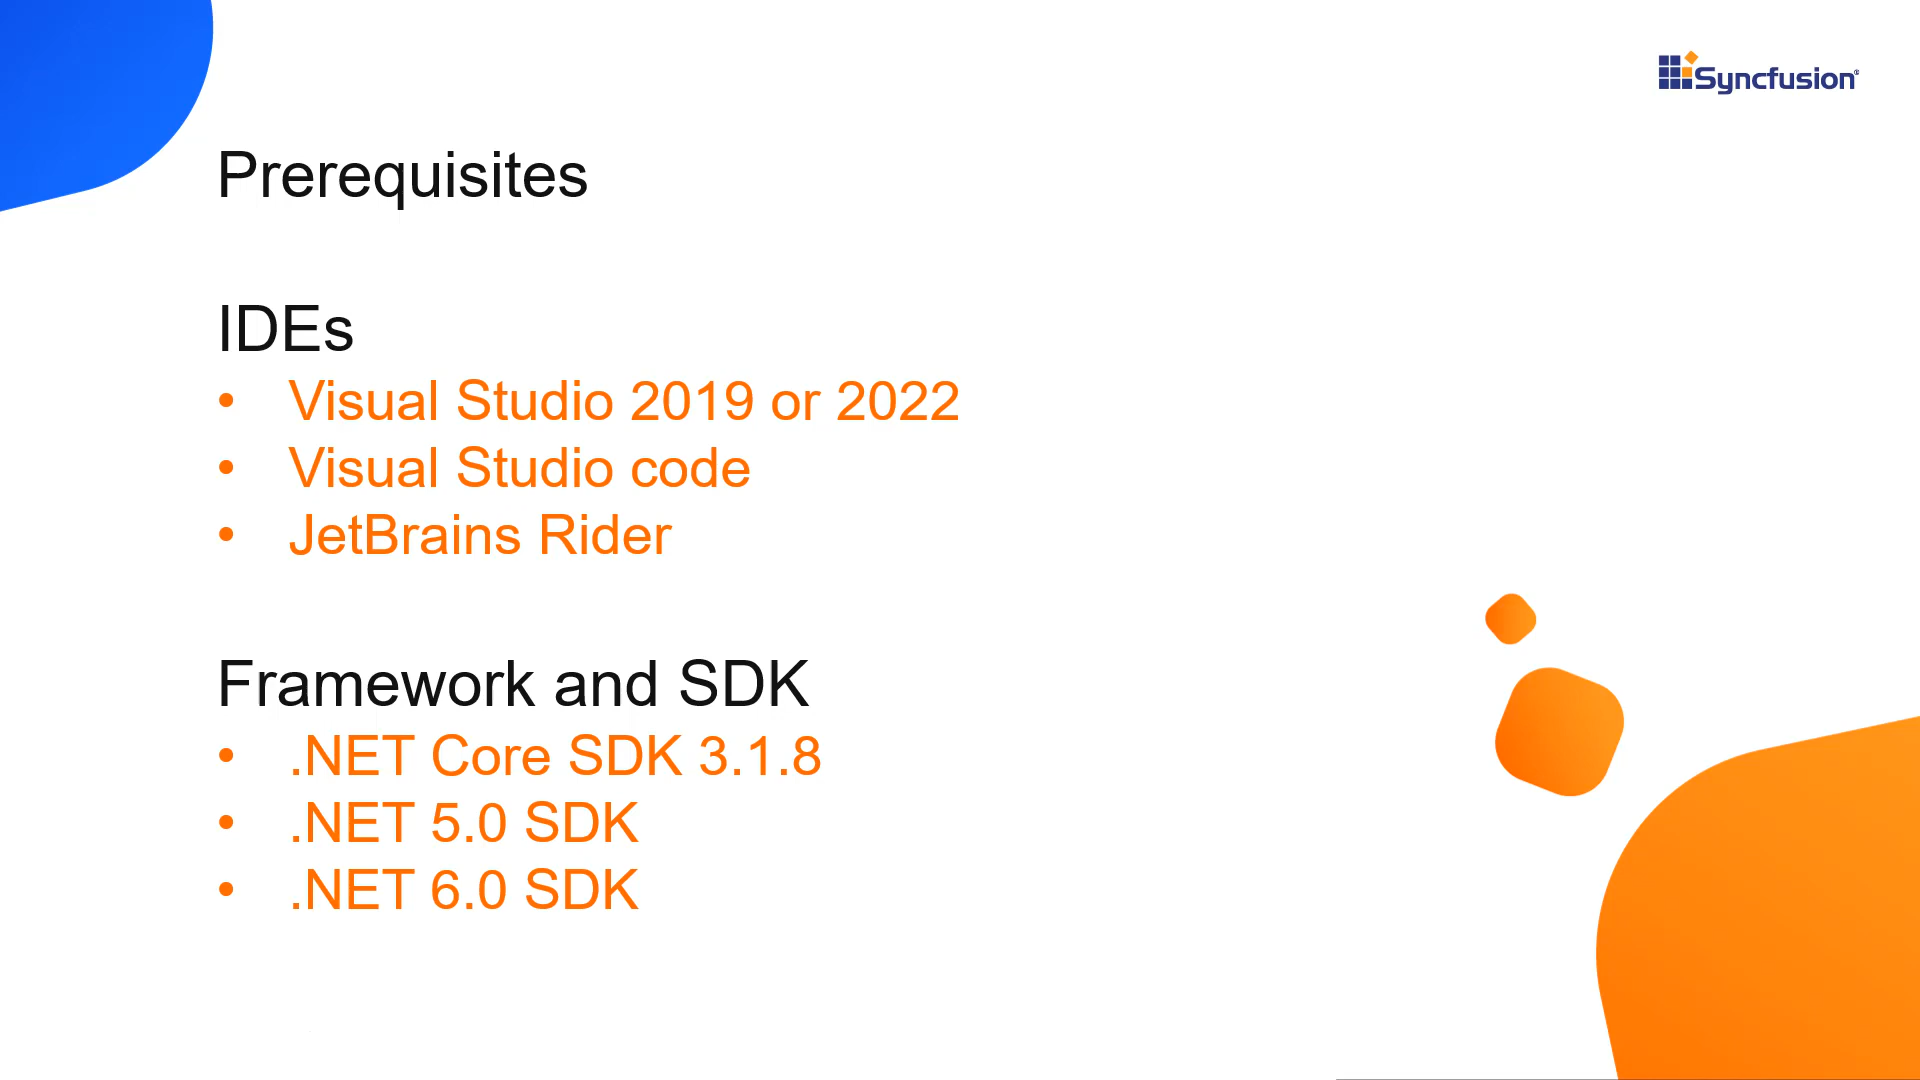 Syncfusion®
Prerequisites
IDEs
• Visual Studio 2019 or 2022
• Visual Studio code
• JetBrains Rider
Framework and SDK
• .NET Core SDK 3.1.8
• .NET 5.0 SDK
• .NET 6.0 SDK